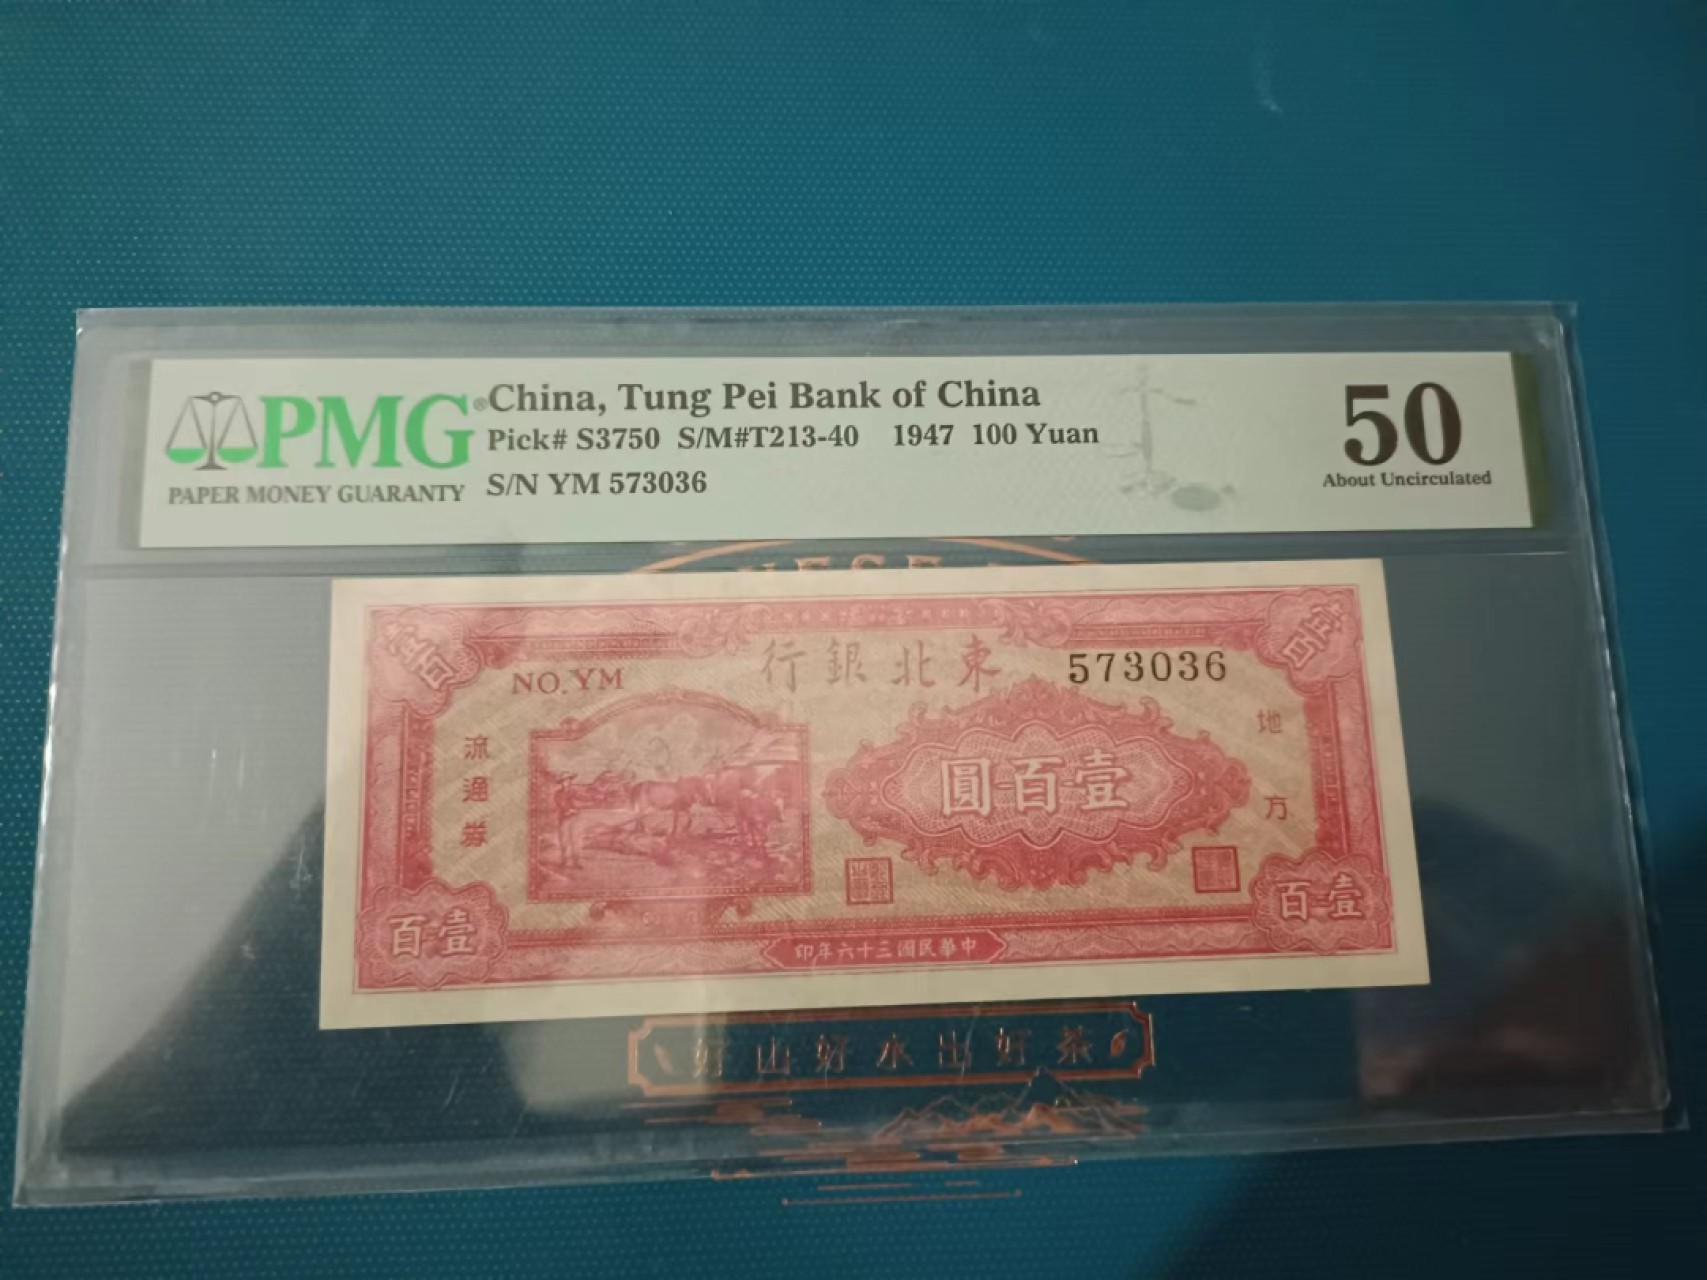 PMG®
PAPER MONEY GUARANTY
China, Tung Pei Bank of China
Pick# S3750 S/M#T213-40 1947 100 Yuan
S/N YM 573036
50
About Uncirculated
行銀北東
NO. YM
573036
流通券
圓百壹
地方
百壹
百壹
印年六十三國民華中
好山好水出好茶